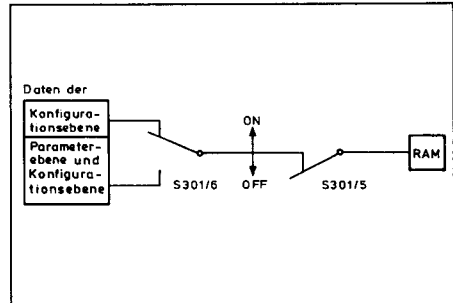 Daten der
Konfigura-
tionsebene
Parameter-
ebene und
Konfigura-
tionsebene
ON
OFF
S301/6
S301/5
RAM